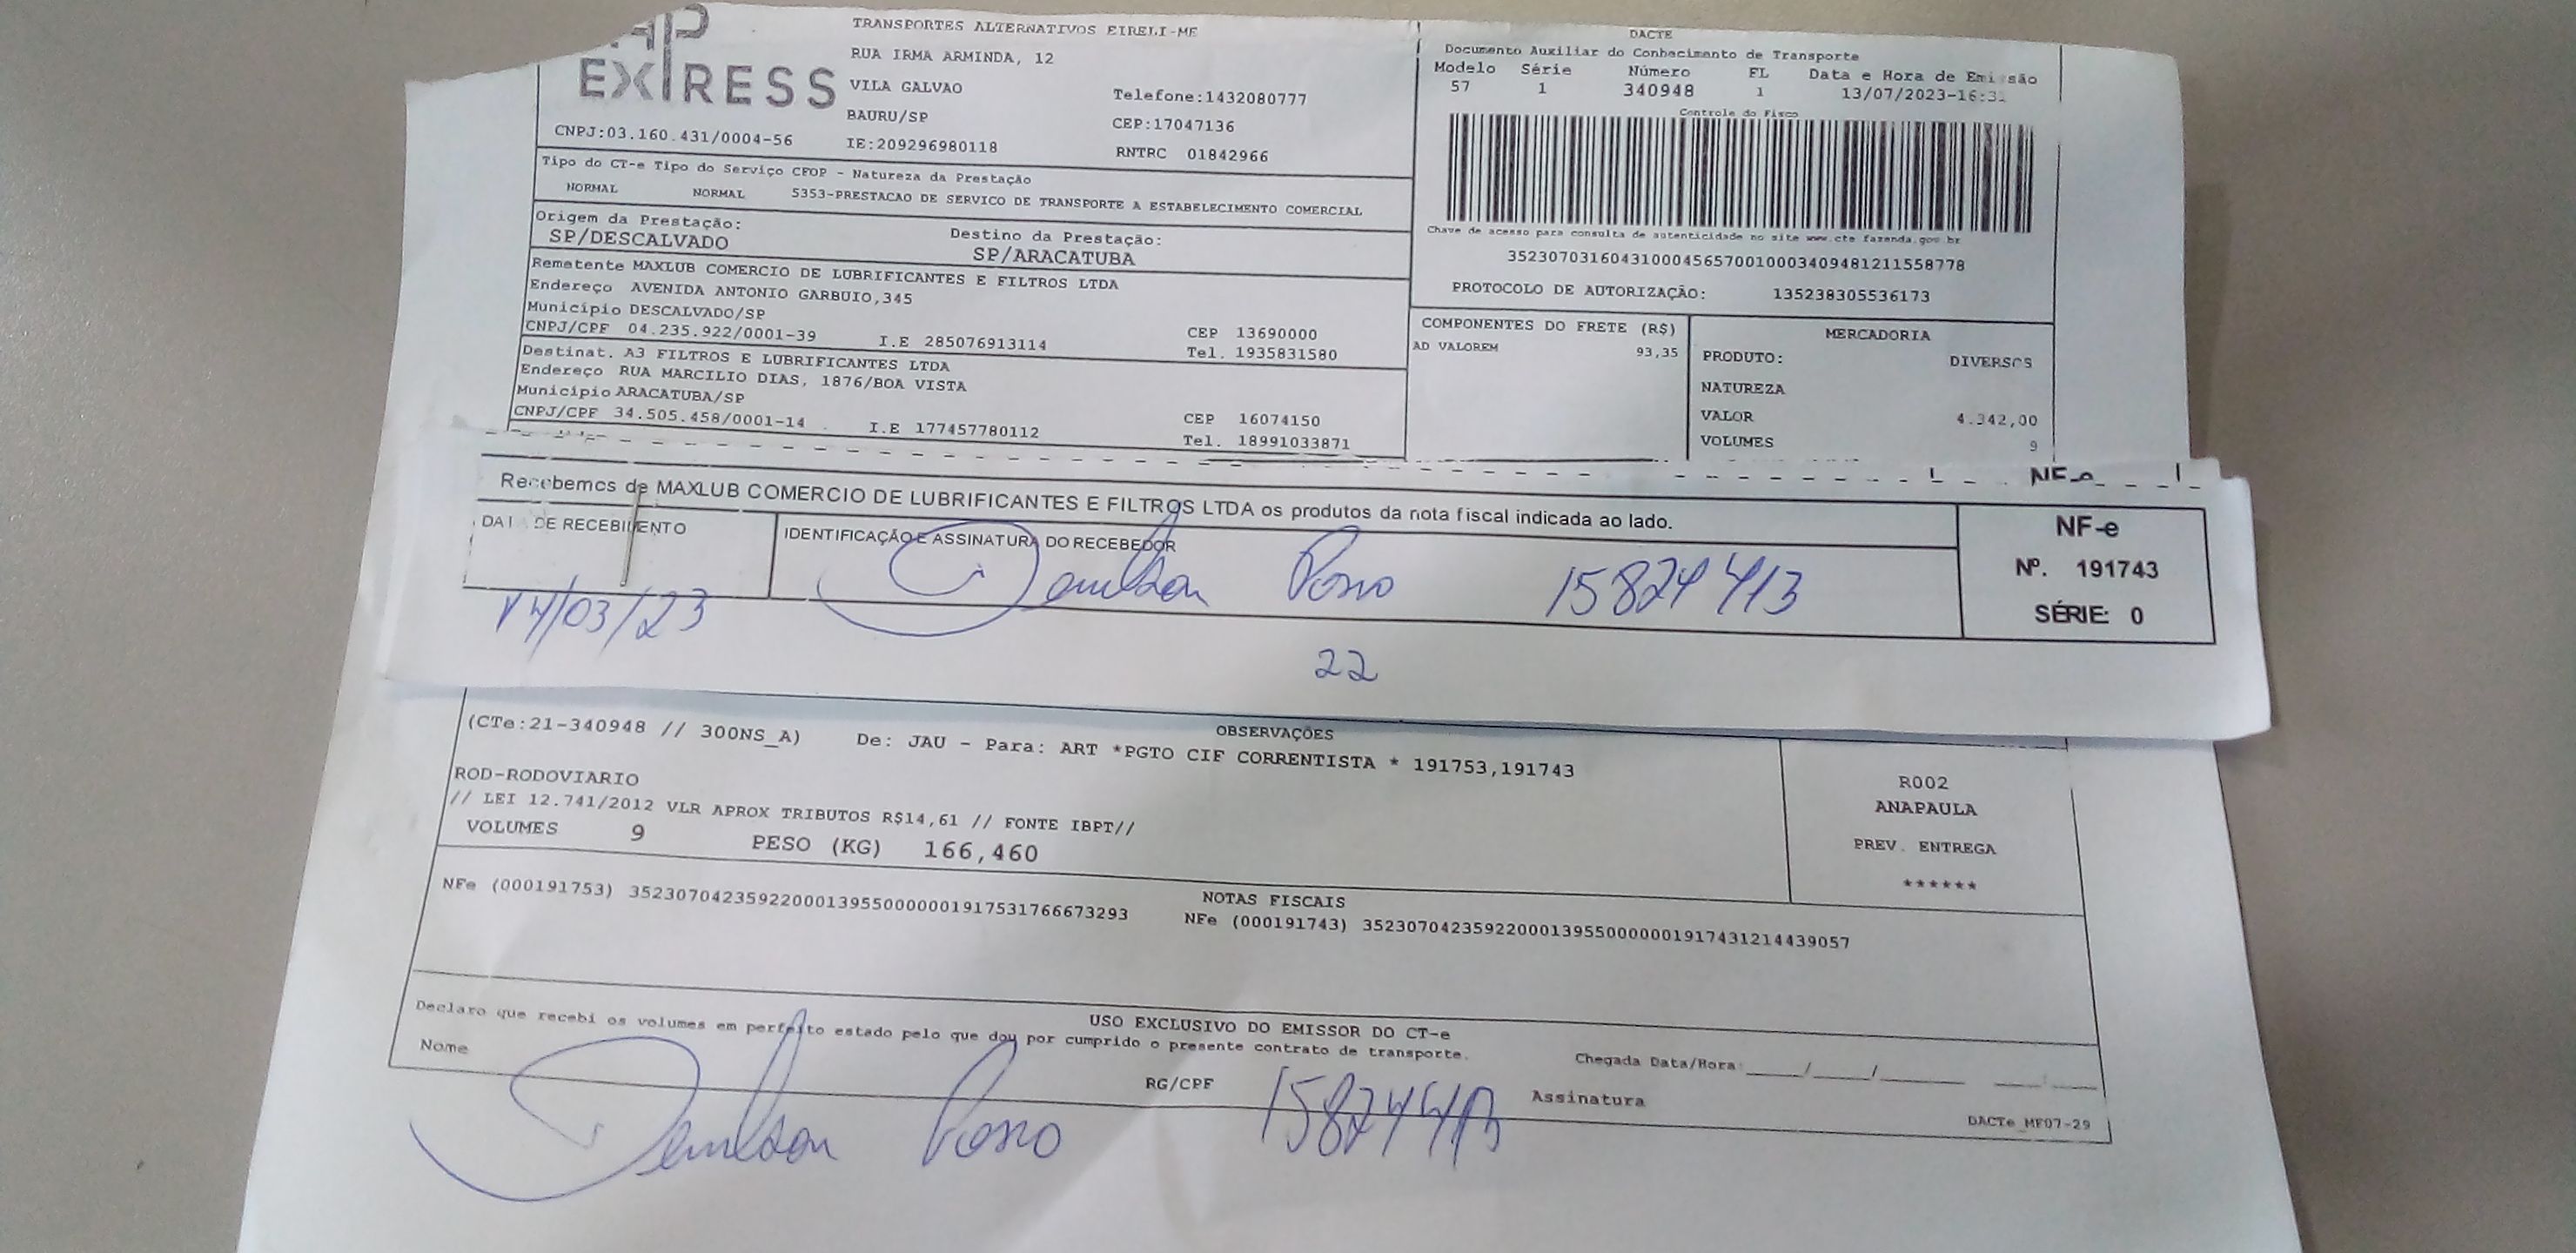 EXPRESS
TRANSPORTES ALTERNATIVOS EIRELI-ME
RUA IRMA ARMINDA, 12
VILA GALVAO
Telefone:1432080777
BAURU/SP
CEP:17047136
CNPJ:03.160.431/0004-56
IE:209296980118
RNTRC 01842966
DACTE
Documento Auxiliar do Conhecimento de Transporte
Modelo Série Número FL Data e Hora de Emissão
57 1 340948 1 13/07/2023-16:3
Controle do Fisco
Chave de acesso para consulta de autenticidade no site www.cte fazenda.gov.br
35230703160431000456570010003409481211558778
PROTOCOLO DE AUTORIZAÇÃO: 135238305536173
Tipo do CT-e Tipo do Serviço CFOP - Natureza da Prestação
NORMAL NORMAL 5353-PRESTACAO DE SERVICO DE TRANSPORTE A ESTABELECIMENTO COMERCIAL
Origem da Prestação: Destino da Prestação:
SP/DESCALVADO SP/ARACATUBA
Remetente MAXLUB COMERCIO DE LUBRIFICANTES E FILTROS LTDA
Endereço AVENIDA ANTONIO GARBUIO,345
Município DESCALVADO/SP CEP 13690000
CNPJ/CPF 04.235.922/0001-39 I.E 285076913114 Tel. 1935831580
Destinat. A3 FILTROS E LUBRIFICANTES LTDA
Endereço RUA MARCILIO DIAS, 1876/BOA VISTA
Município ARACATUBA/SP CEP 16074150
CNPJ/CPF 34.505.458/0001-14 I.E 177457780112 Tel. 18991033871
COMPONENTES DO FRETE (R$)
AD VALOREM 93,35
MERCADORIA
PRODUTO: DIVERSOS
NATUREZA
VALOR 4.342,00
VOLUMES 9
NF-e
Recebemos de MAXLUB COMERCIO DE LUBRIFICANTES E FILTROS LTDA os produtos da nota fiscal indicada ao lado.
DATA DE RECEBIMENTO
IDENTIFICAÇÃO E ASSINATURA DO RECEBEDOR
14/03/23
15824413
22
NF-e
Nº. 191743
SÉRIE: 0
OBSERVAÇÕES
(CTe:21-340948 // 300NS_A) De: JAU - Para: ART *PGTO CIF CORRENTISTA * 191753,191743
ROD-RODOVIARIO
// LEI 12.741/2012 VLR APROX TRIBUTOS R$14,61 // FONTE IBPT//
VOLUMES 9 PESO (KG) 166,460
R002
ANAPAULA
PREV. ENTREGA
******
NOTAS FISCAIS
NFe (000191753) 35230704235922000139550000001917531766673293 NFe (000191743) 35230704235922000139550000001917431214439057
USO EXCLUSIVO DO EMISSOR DO CT-e
Declaro que recebi os volumes em perfeito estado pelo que dou por cumprido o presente contrato de transporte.
Chegada Data/Hora:_____/_____/_______ ____:____
Nome RG/CPF 15824413 Assinatura
DACTe_MF07-29